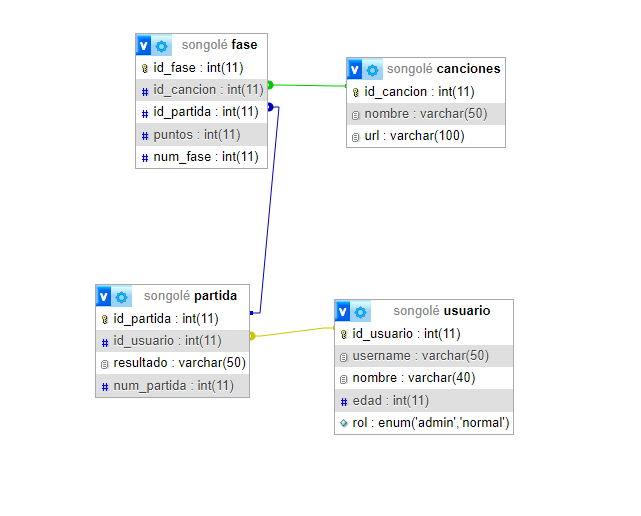 songolé fase
id_fase : int(11)
id_cancion : int(11)
id_partida : int(11)
puntos : int(11)
num_fase : int(11)
songolé canciones
id_cancion : int(11)
nombre : varchar(50)
url : varchar(100)
songolé partida
id_partida : int(11)
id_usuario : int(11)
resultado : varchar(50)
num_partida : int(11)
songolé usuario
id_usuario : int(11)
username : varchar(50)
nombre : varchar(40)
edad : int(11)
rol : enum('admin','normal')